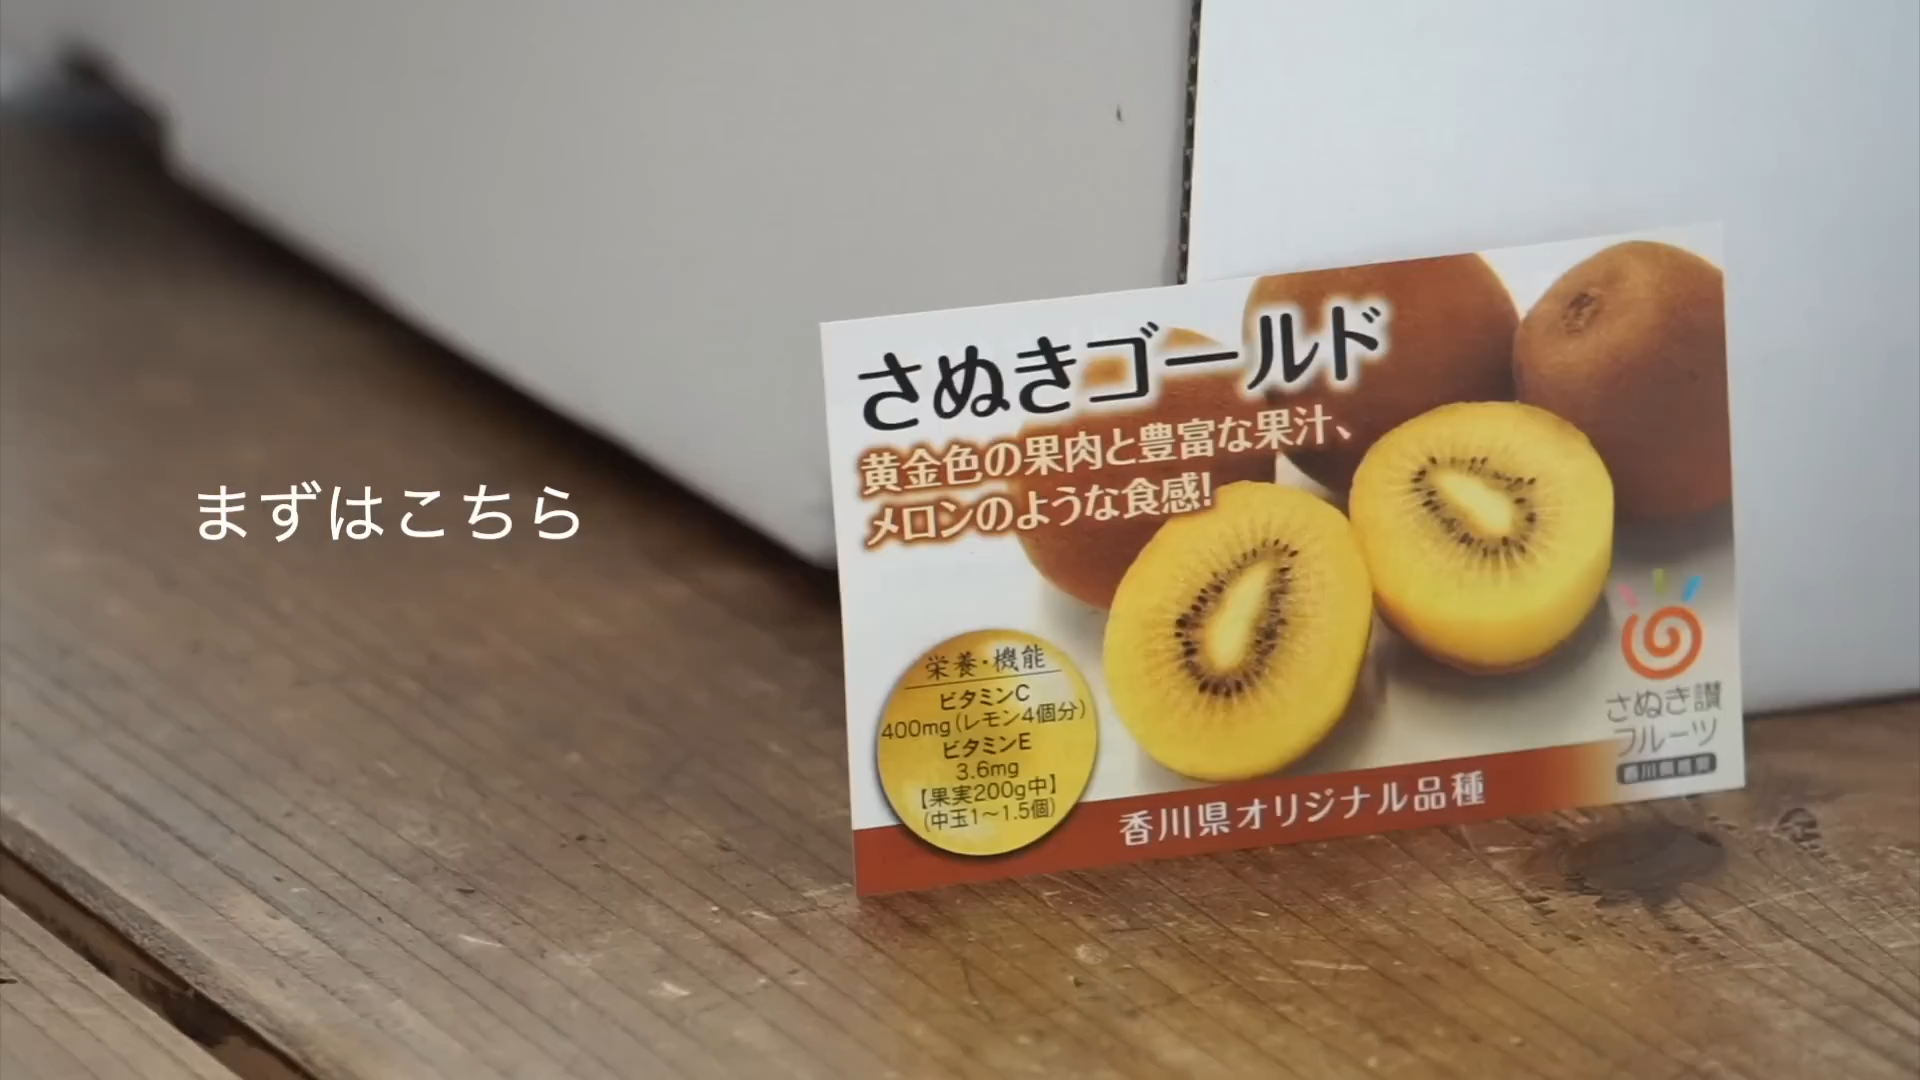 まずはこちら
さぬきゴールド
黄金色の果肉と豊富な果汁、
メロンのような食感!
栄養・機能
ビタミンC
400mg(レモン4個分)
ビタミンE
3.6mg
【果実200g中】
(中玉1〜1.5個)
香川県オリジナル品種
さぬき讃
フルーツ